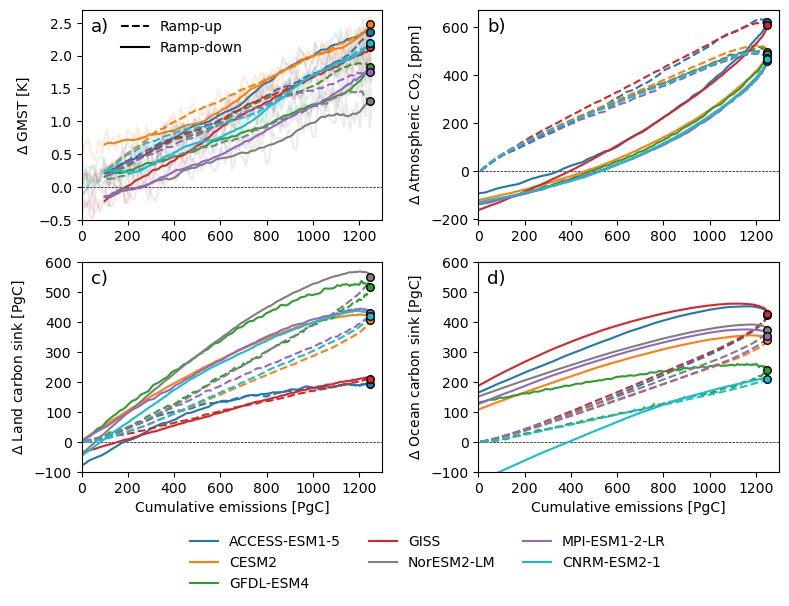 a)
Ramp-up
Ramp-down
Δ GMST [K]
2.5
2.0
1.5
1.0
0.5
0.0
−0.5
0 200 400 600 800 1000 1200
b)
Δ Atmospheric CO₂ [ppm]
600
400
200
0
−200
0 200 400 600 800 1000 1200
c)
Δ Land carbon sink [PgC]
600
500
400
300
200
100
0
−100
0 200 400 600 800 1000 1200
Cumulative emissions [PgC]
d)
Δ Ocean carbon sink [PgC]
600
500
400
300
200
100
0
−100
0 200 400 600 800 1000 1200
Cumulative emissions [PgC]
ACCESS-ESM1-5
CESM2
GFDL-ESM4
GISS
NorESM2-LM
MPI-ESM1-2-LR
CNRM-ESM2-1